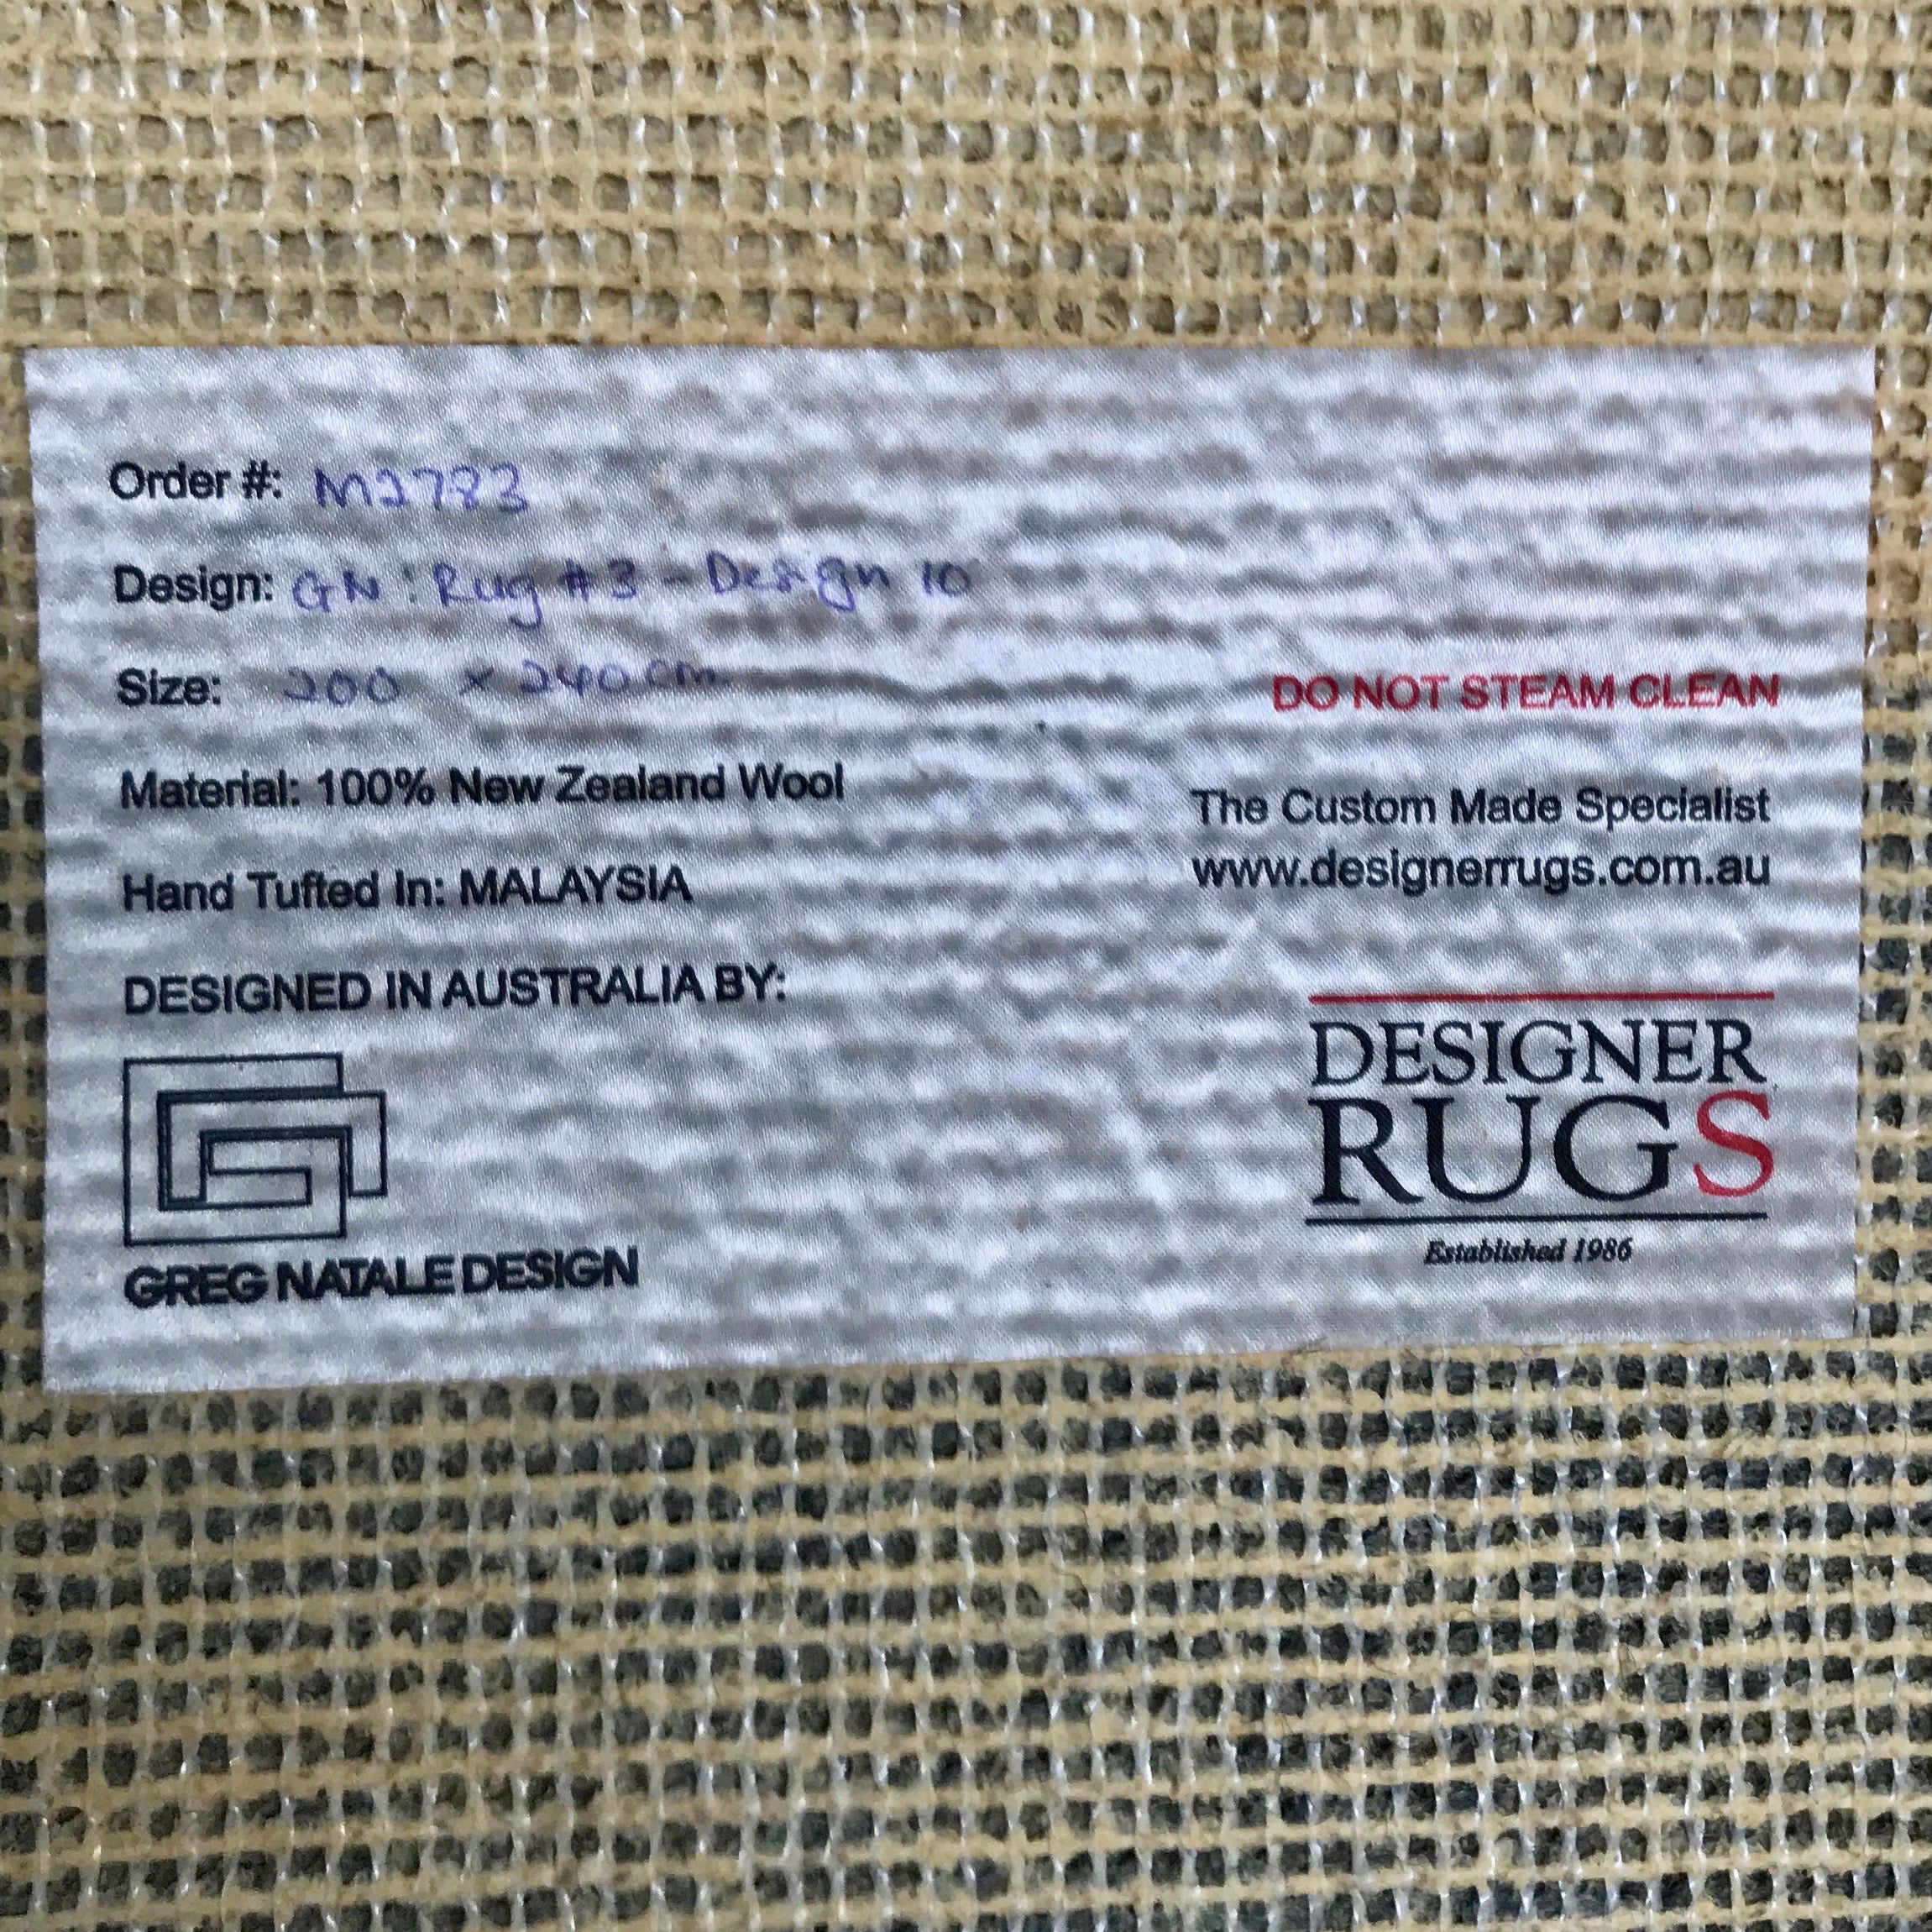 Order #: M2783
Design: GN : Rug #3 - Design 10
Size: 200 x 240 cm
Material: 100% New Zealand Wool
Hand Tufted In: MALAYSIA
DESIGNED IN AUSTRALIA BY:
GREG NATALE DESIGN
DO NOT STEAM CLEAN
The Custom Made Specialist
www.designerrugs.com.au
DESIGNER
RUGS
Established 1986